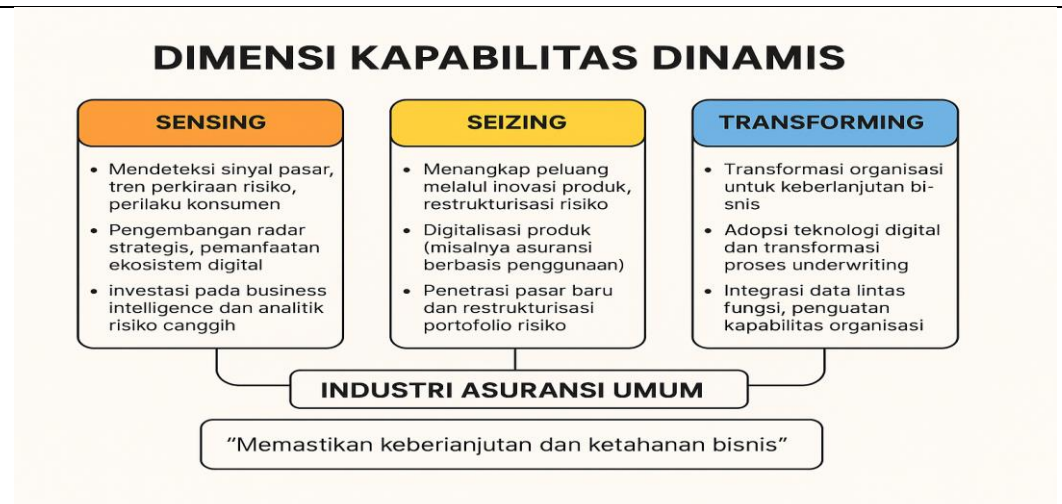 DIMENSI KAPABILITAS DINAMIS
SENSING
• Mendeteksi sinyal pasar,
tren perkiraan risiko,
perilaku konsumen
• Pengembangan radar
strategis, pemanfaatan
ekosistem digital
• investasi pada business
intelligence dan analitik
risiko canggih
SEIZING
• Menangkap peluang
melalul inovasi produk,
restrukturisasi risiko
• Digitalisasi produk
(misalnya asuransi
berbasis penggunaan)
• Penetrasi pasar baru
dan restrukturisasi
portofolio risiko
TRANSFORMING
• Transformasi organisasi
untuk keberlanjutan bi-
snis
• Adopsi teknologi digital
dan transformasi
proses underwriting
• Integrasi data lintas
fungsi, penguatan
kapabilitas organisasi
INDUSTRI ASURANSI UMUM
“Memastikan keberianjutan dan ketahanan bisnis”